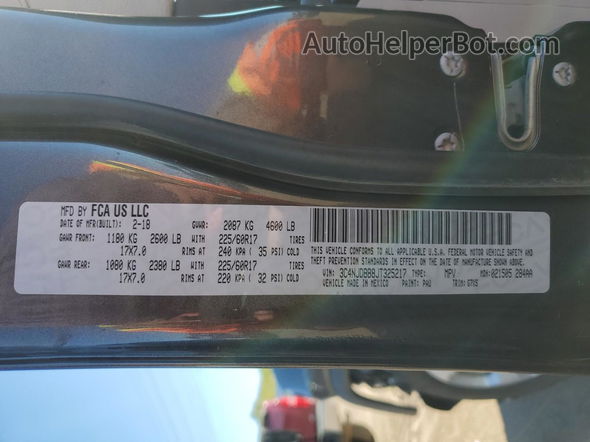 AutoHelperBot.com
MFD BY FCA US LLC
DATE OF MFR(BUILT): 2-18 GVWR: 2087 KG 4600 LB
GAWR FRONT: 1180 KG 2600 LB WITH 225/60R17 TIRES
17X7.0 RIMS AT 240 KPA ( 35 PSI) COLD
GAWR REAR: 1080 KG 2380 LB WITH 225/60R17 TIRES
17X7.0 RIMS AT 220 KPA ( 32 PSI) COLD
THIS VEHICLE CONFORMS TO ALL APPLICABLE U.S.A. FEDERAL MOTOR VEHICLE SAFETY AND
THEFT PREVENTION STANDARDS IN EFFECT ON THE DATE OF MANUFACTURE SHOWN ABOVE.
VIN: 3C4NJDBB8JT325217 TYPE: MPV MDH: 021505 284AA
VEHICLE MADE IN MEXICO PAINT: PAU TRIM: